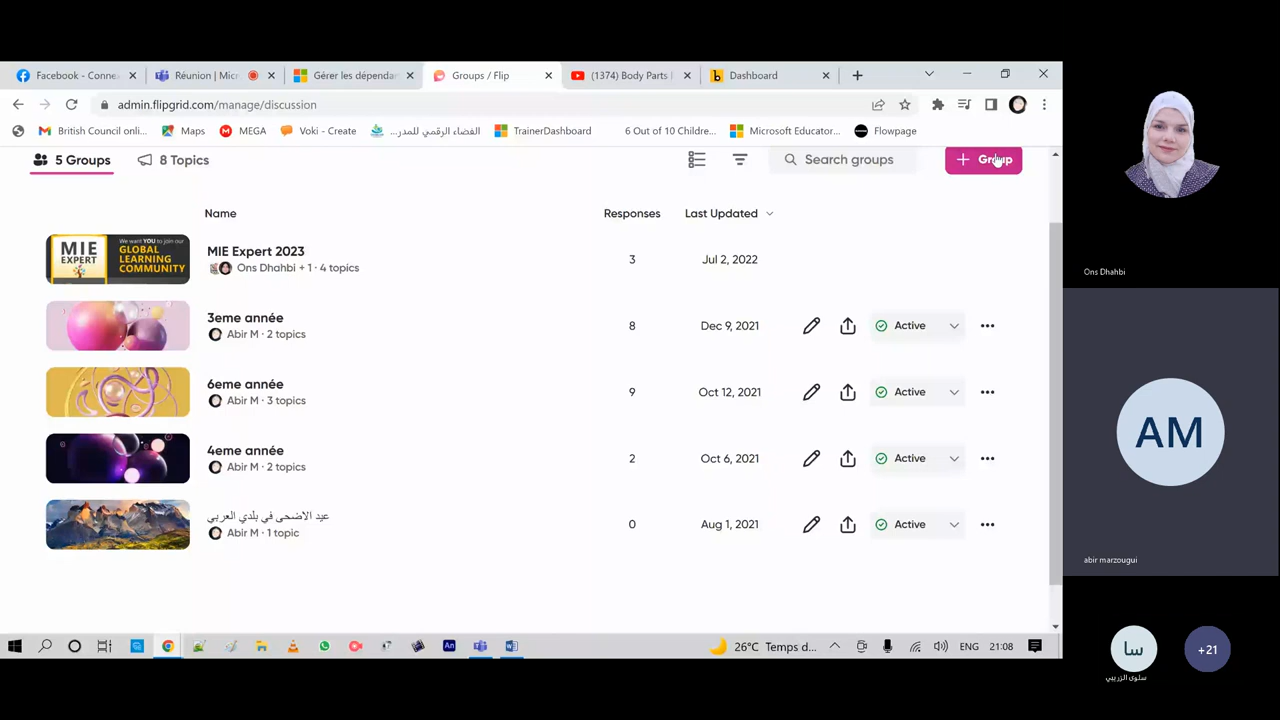 Facebook - Conne
Réunion | Micr
Gérer les dépendan
Groups / Flip
(1374) Body Parts
Dashboard
admin.flipgrid.com/manage/discussion
British Council onli...
Maps
MEGA
Voki - Create
الفضاء الرقمي للمدر...
TrainerDashboard
6 Out of 10 Childre...
Microsoft Educator...
Flowpage
5 Groups
8 Topics
Search groups
+ Group
Name
Responses
Last Updated
MIE EXPERT
We want YOU to join our
GLOBAL
LEARNING
COMMUNITY
MIE Expert 2023
Ons Dhahbi + 1 · 4 topics
3
Jul 2, 2022
3eme année
Abir M · 2 topics
8
Dec 9, 2021
Active
6eme année
Abir M · 3 topics
9
Oct 12, 2021
Active
4eme année
Abir M · 2 topics
2
Oct 6, 2021
Active
عيد الاضحى في بلدي العربي
Abir M · 1 topic
0
Aug 1, 2021
Active
An
26°C Temps d...
ENG
21:08
Ons Dhahbi
AM
abir marzougui
سا
سلوى الزريبي
+21